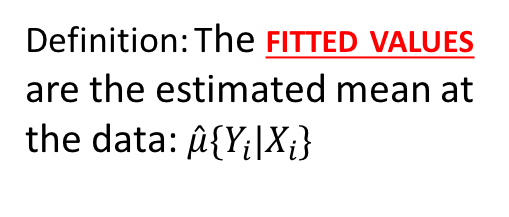 Definition: The FITTED VALUES
are the estimated mean at
the data: μ̂{Yᵢ|Xᵢ}